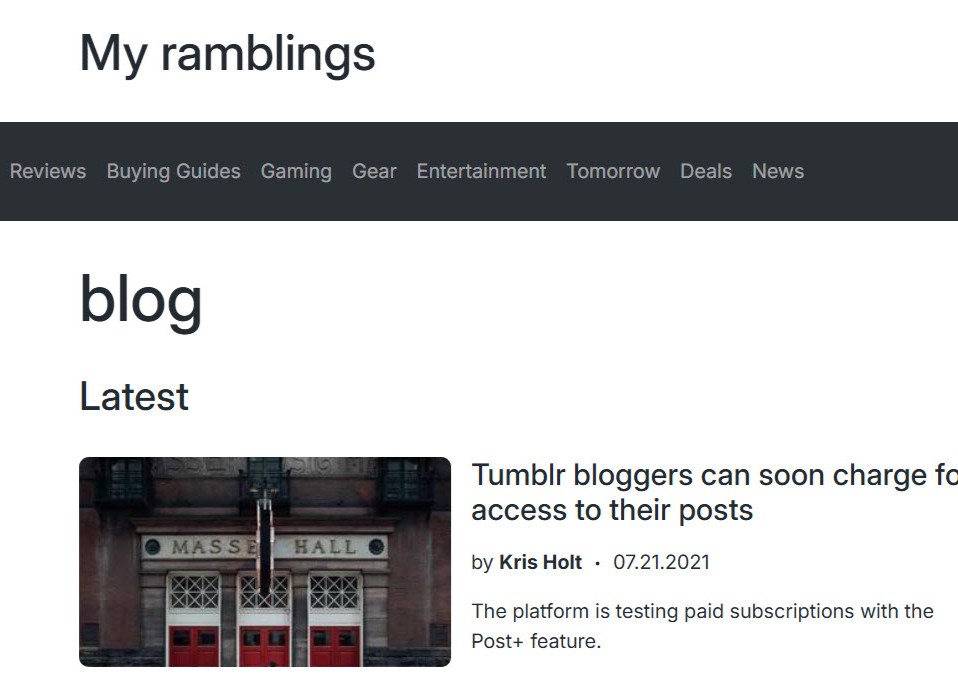 My ramblings
Reviews Buying Guides Gaming Gear Entertainment Tomorrow Deals News
blog
Latest
MASSE HALL
Tumblr bloggers can soon charge fo
access to their posts
by Kris Holt · 07.21.2021
The platform is testing paid subscriptions with the
Post+ feature.